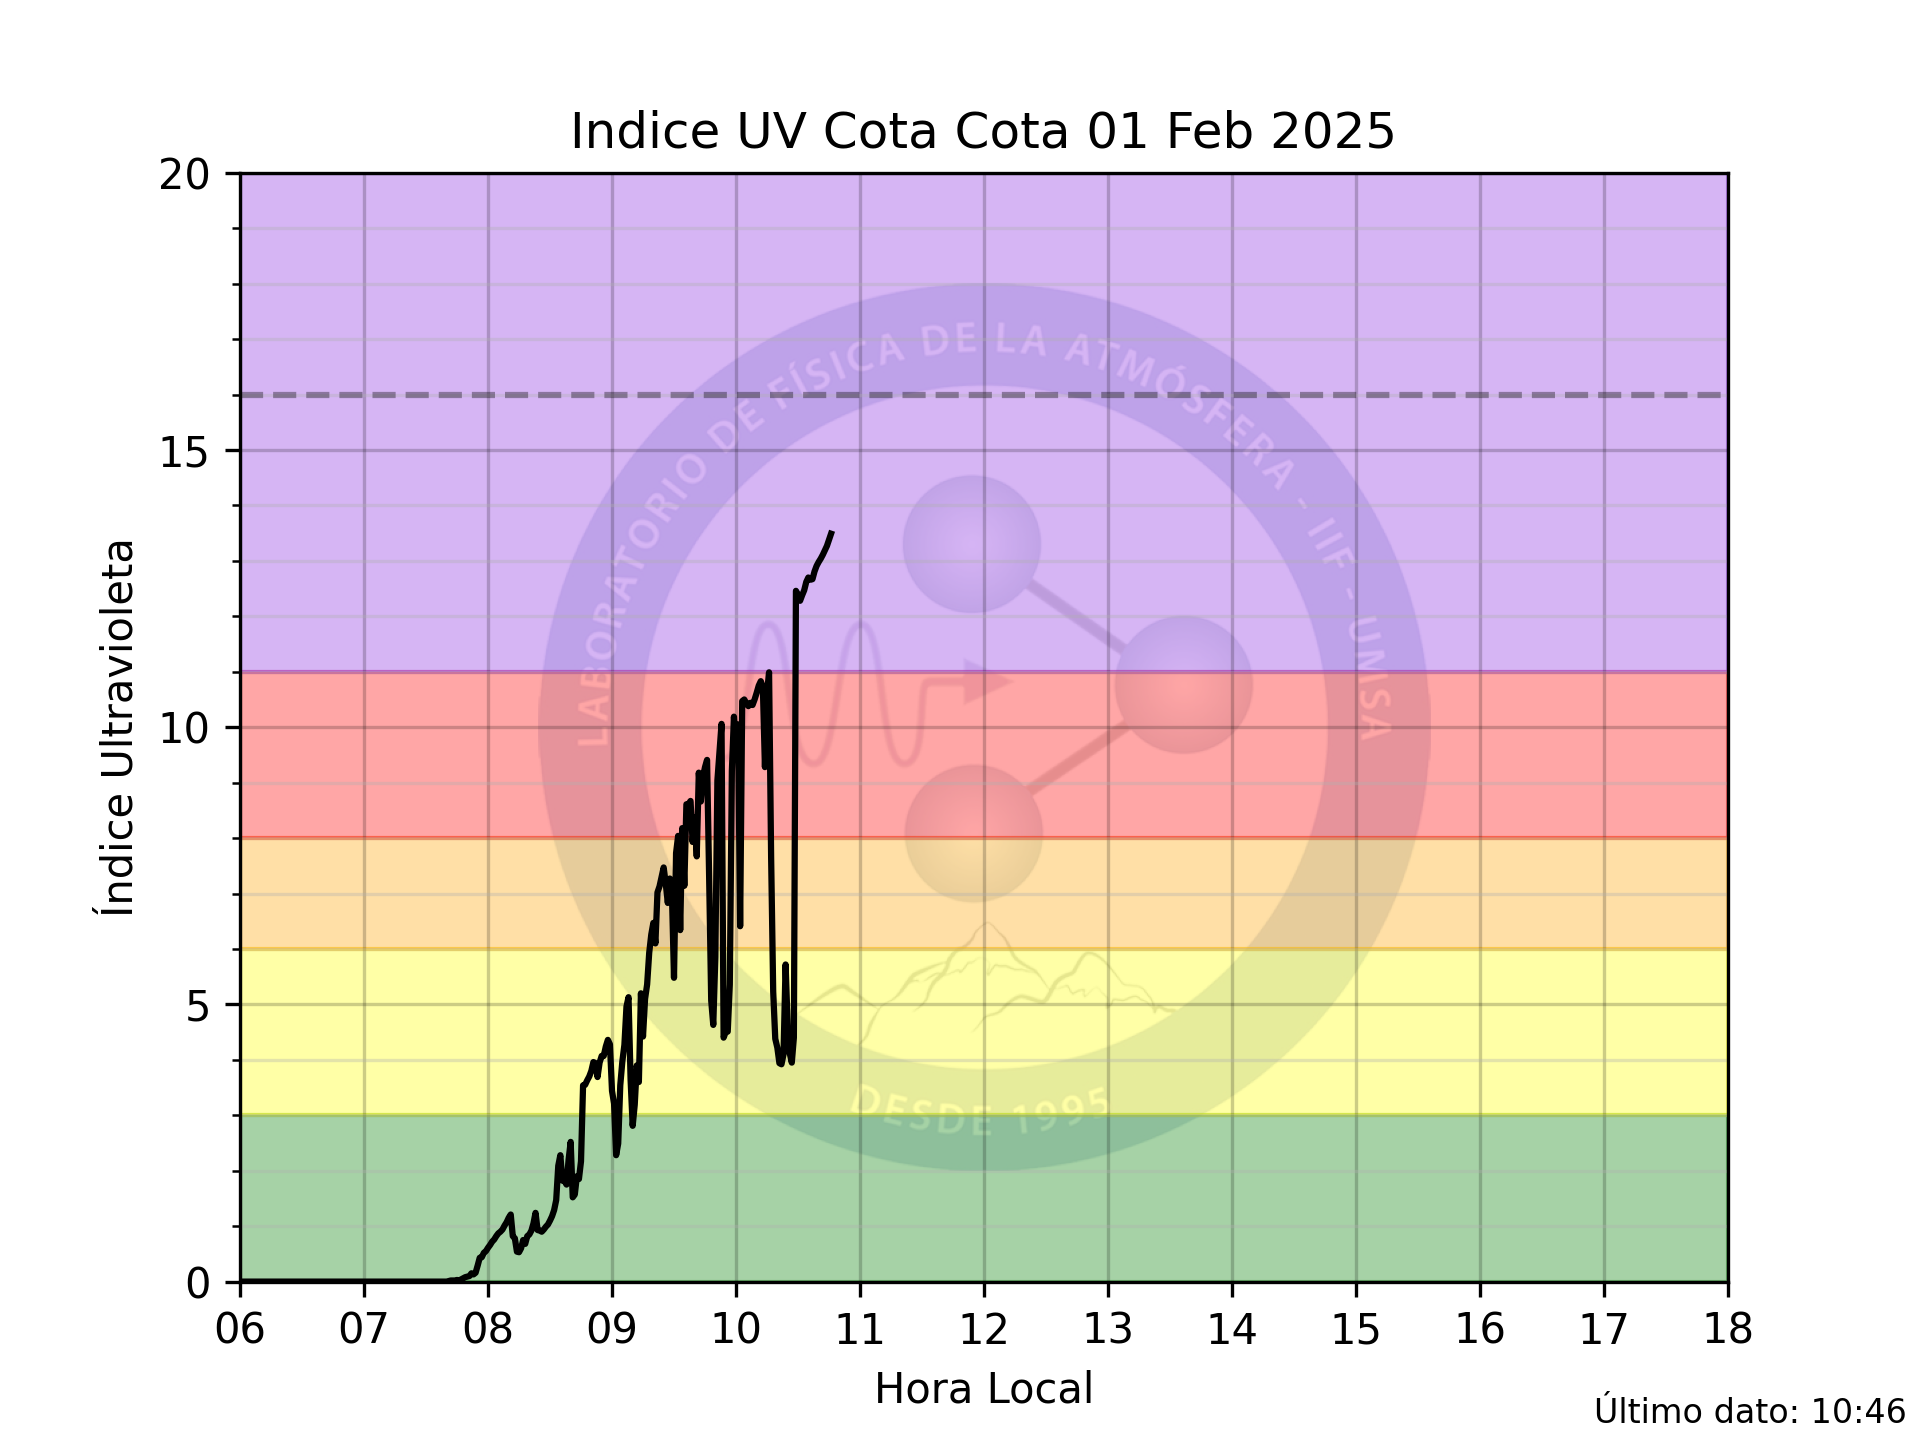 Indice UV Cota Cota 01 Feb 2025
20
15
10
5
0
Índice Ultravioleta
LABORATORIO DE FÍSICA DE LA ATMÓSFERA - IIF - UMSA
DESDE 1995
06 07 08 09 10 11 12 13 14 15 16 17 18
Hora Local
Último dato: 10:46